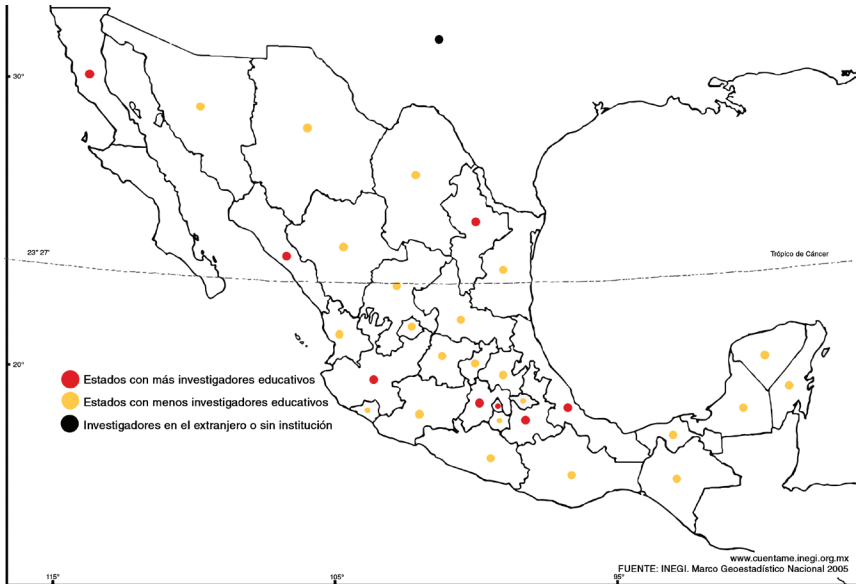 30°
30°
23° 27'
Trópico de Cáncer
20°
Estados con más investigadores educativos
Estados con menos investigadores educativos
Investigadores en el extranjero o sin institución
www.cuentame.inegi.org.mx
FUENTE: INEGI. Marco Geoestadístico Nacional 2005
115°
105°
95°